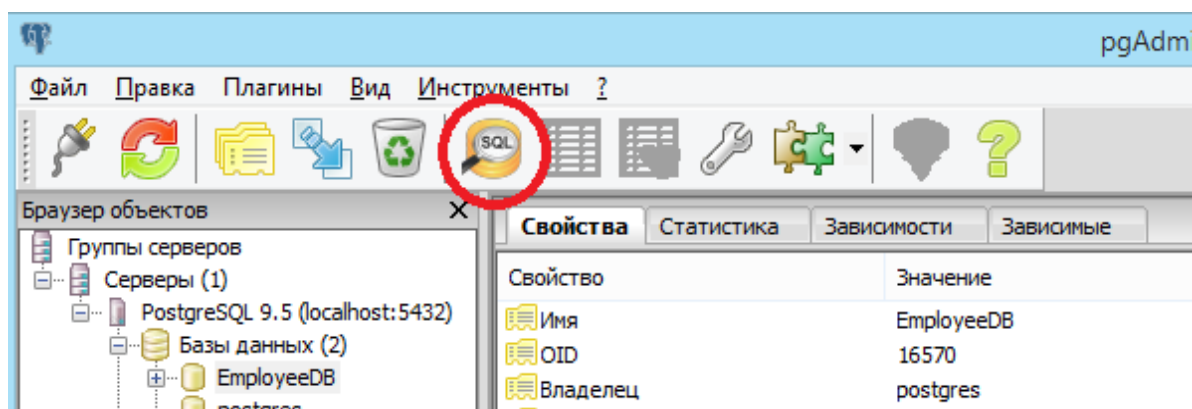 pgAdmi
Файл Правка Плагины Вид Инструменты ?
SQL
Браузер объектов X
Группы серверов
Серверы (1)
PostgreSQL 9.5 (localhost:5432)
Базы данных (2)
EmployeeDB
postgres
Свойства Статистика Зависимости Зависимые
Свойство Значение
Имя EmployeeDB
OID 16570
Владелец postgres